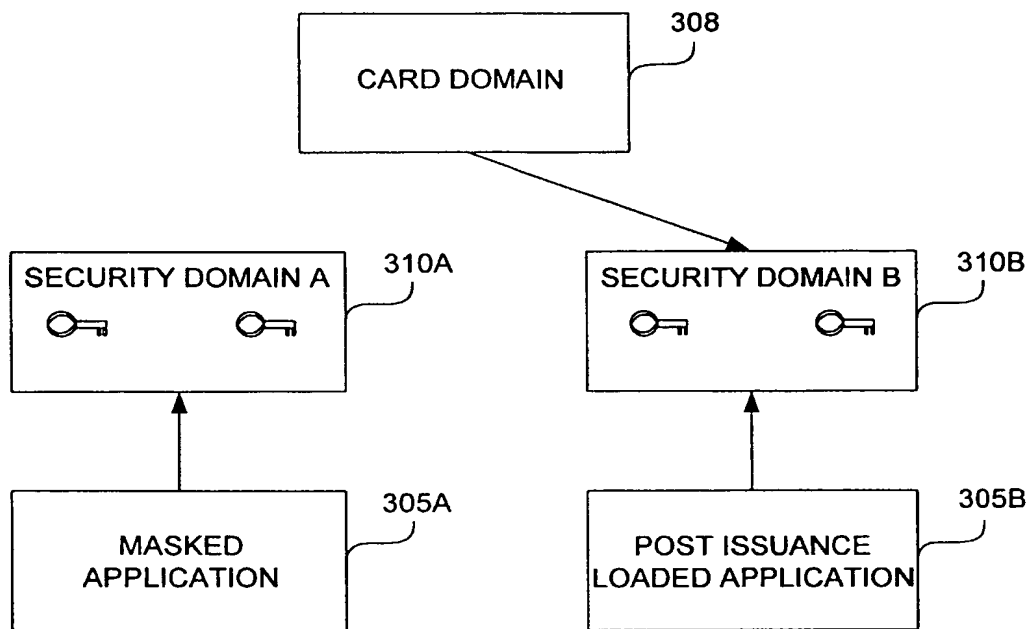 308
CARD DOMAIN
310A
SECURITY DOMAIN A
310B
SECURITY DOMAIN B
305A
MASKED
APPLICATION
305B
POST ISSUANCE
LOADED APPLICATION